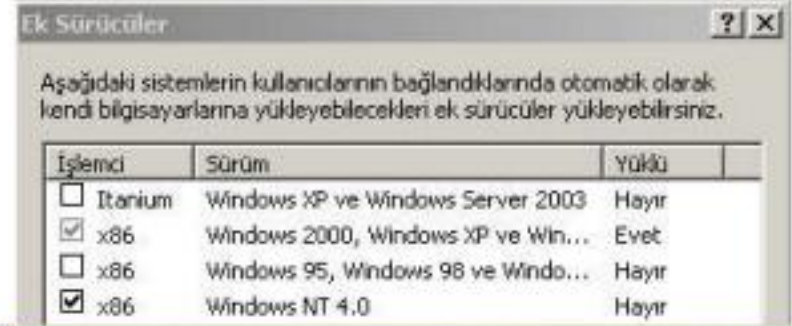 Ek Sürücüler
Aşağıdaki sistemlerin kullanıcılarının bağlandıklarında otomatik olarak
kendi bilgisayarlarına yükleyebilecekleri ek sürücüler yükleyebilirsiniz.
İşlemci Sürüm Yüklü
Itanium Windows XP ve Windows Server 2003 Hayır
x86 Windows 2000, Windows XP ve Win... Evet
x86 Windows 95, Windows 98 ve Windo... Hayır
x86 Windows NT 4.0 Hayır